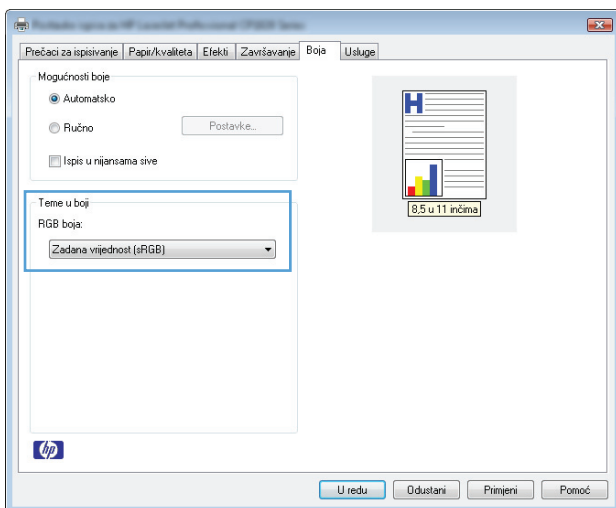 Prečaci za ispisivanje Papir/kvaliteta Efekti Završavanje Boja Usluge
Mogućnosti boje
Automatsko
Ručno Postavke...
Ispis u nijansama sive
H
8,5 u 11 inčima
Teme u boji
RGB boja:
Zadana vrijednost (sRGB)
hp
U redu Odustani Primjeni Pomoć